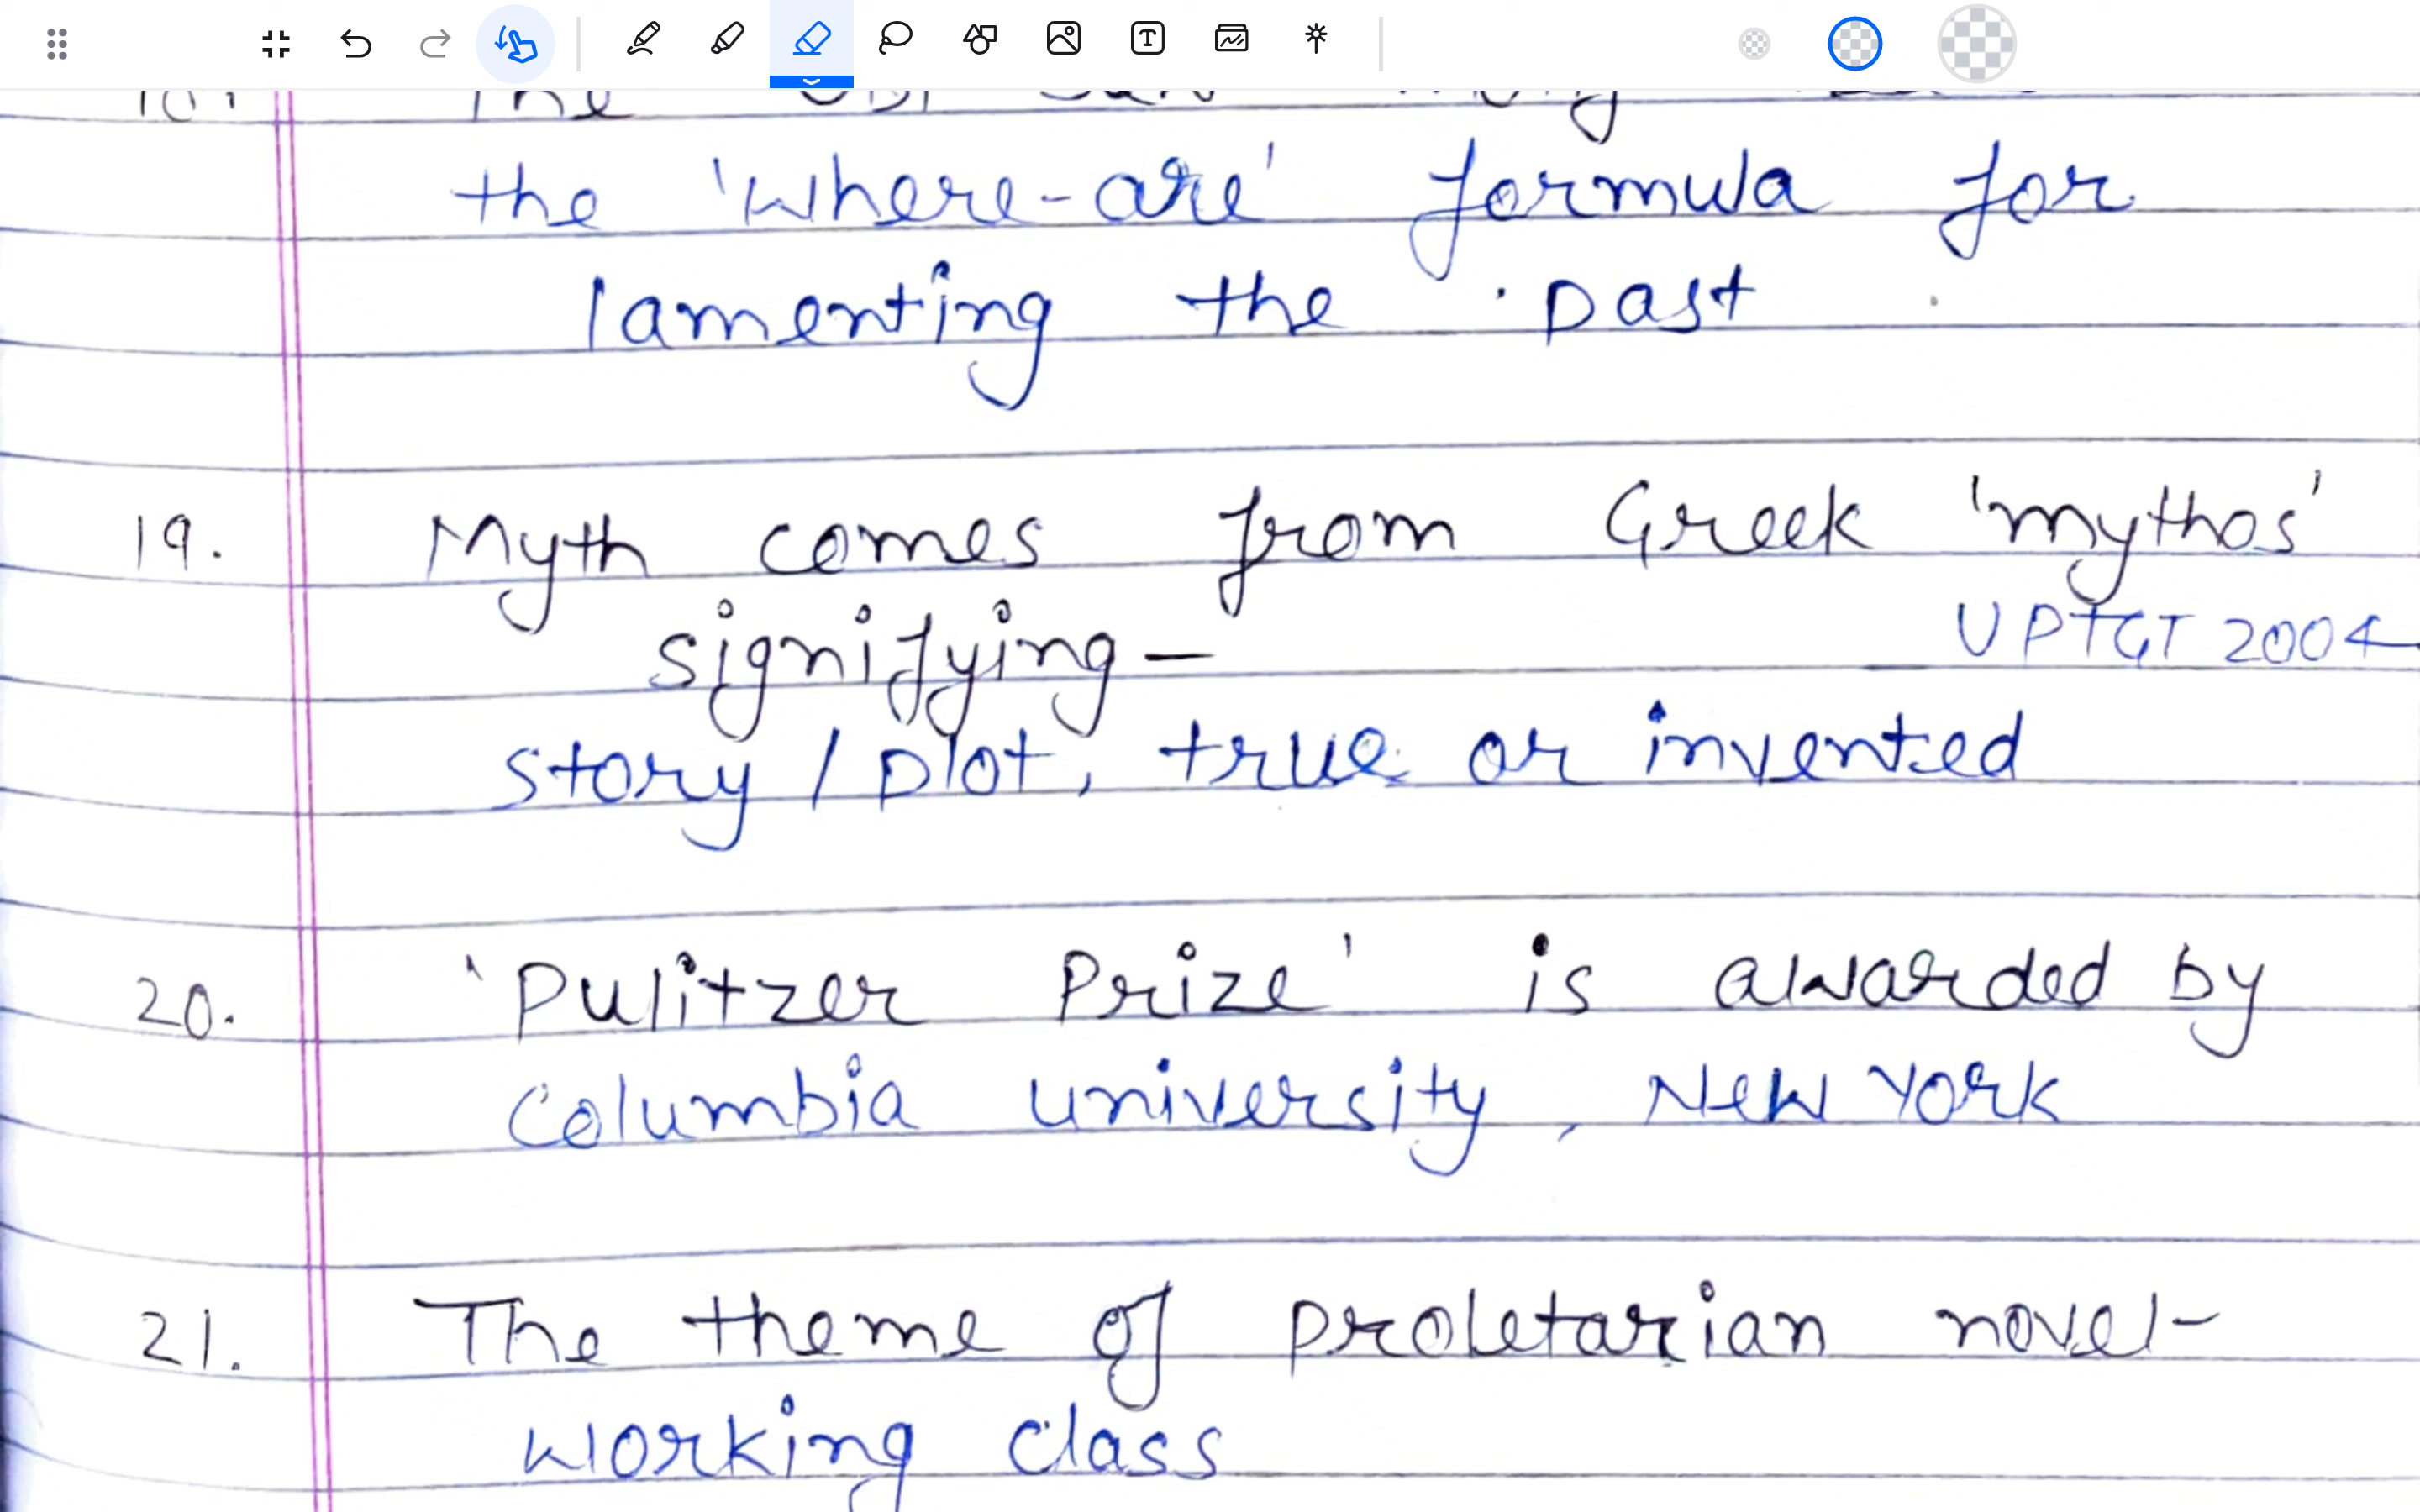 the 'where-are' formula for
lamenting the past
19. Myth comes from Greek 'mythos'
signifying—
UPTGT 2004
story / plot, true or invented
20. 'Pulitzer Prize' is awarded by
Columbia university, New York
21. The theme of proletarian novel-
working class